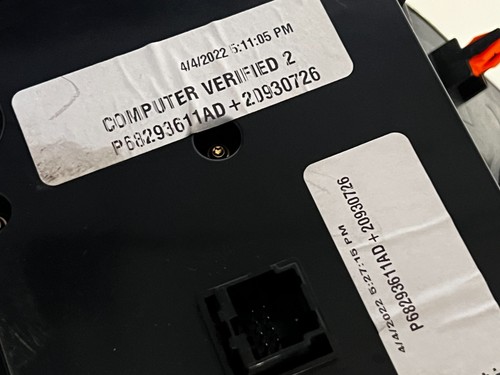 4/4/2022 5:11:05 PM
COMPUTER VERIFIED 2
P68293611AD+20930726
4/4/2022 5:27:15 PM
P68293611AD+20930726